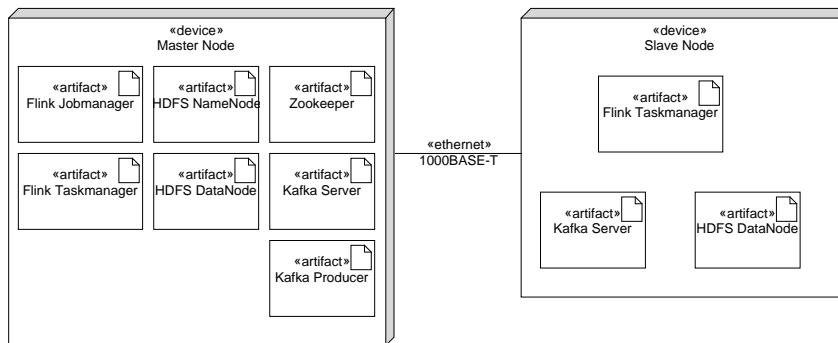 «device»
Master Node
«artifact»
Flink Jobmanager
«artifact»
HDFS NameNode
«artifact»
Zookeeper
«artifact»
Flink Taskmanager
«artifact»
HDFS DataNode
«artifact»
Kafka Server
«artifact»
Kafka Producer
«ethernet»
1000BASE-T
«device»
Slave Node
«artifact»
Flink Taskmanager
«artifact»
Kafka Server
«artifact»
HDFS DataNode